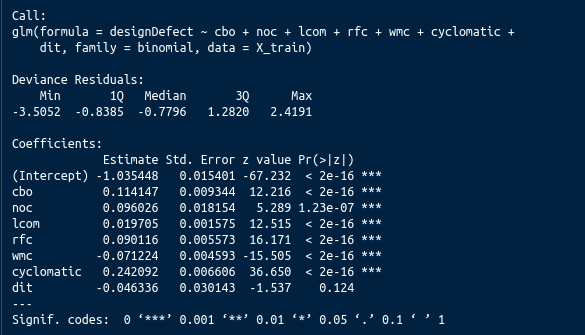 Call:
glm(formula = designDefect ~ cbo + noc + lcom + rfc + wmc + cyclomatic +
    dit, family = binomial, data = X_train)

Deviance Residuals:
    Min      1Q  Median      3Q     Max
-3.5052 -0.8385 -0.7796  1.2820  2.4191

Coefficients:
             Estimate Std. Error z value Pr(>|z|)
(Intercept) -1.035448   0.015401 -67.232  < 2e-16 ***
cbo          0.114147   0.009344  12.216  < 2e-16 ***
noc          0.096026   0.018154   5.289 1.23e-07 ***
lcom         0.019705   0.001575  12.515  < 2e-16 ***
rfc          0.090116   0.005573  16.171  < 2e-16 ***
wmc         -0.071224   0.004593 -15.505  < 2e-16 ***
cyclomatic   0.242092   0.006606  36.650  < 2e-16 ***
dit         -0.046336   0.030143  -1.537    0.124
---
Signif. codes:  0 ‘***’ 0.001 ‘**’ 0.01 ‘*’ 0.05 ‘.’ 0.1 ‘ ’ 1